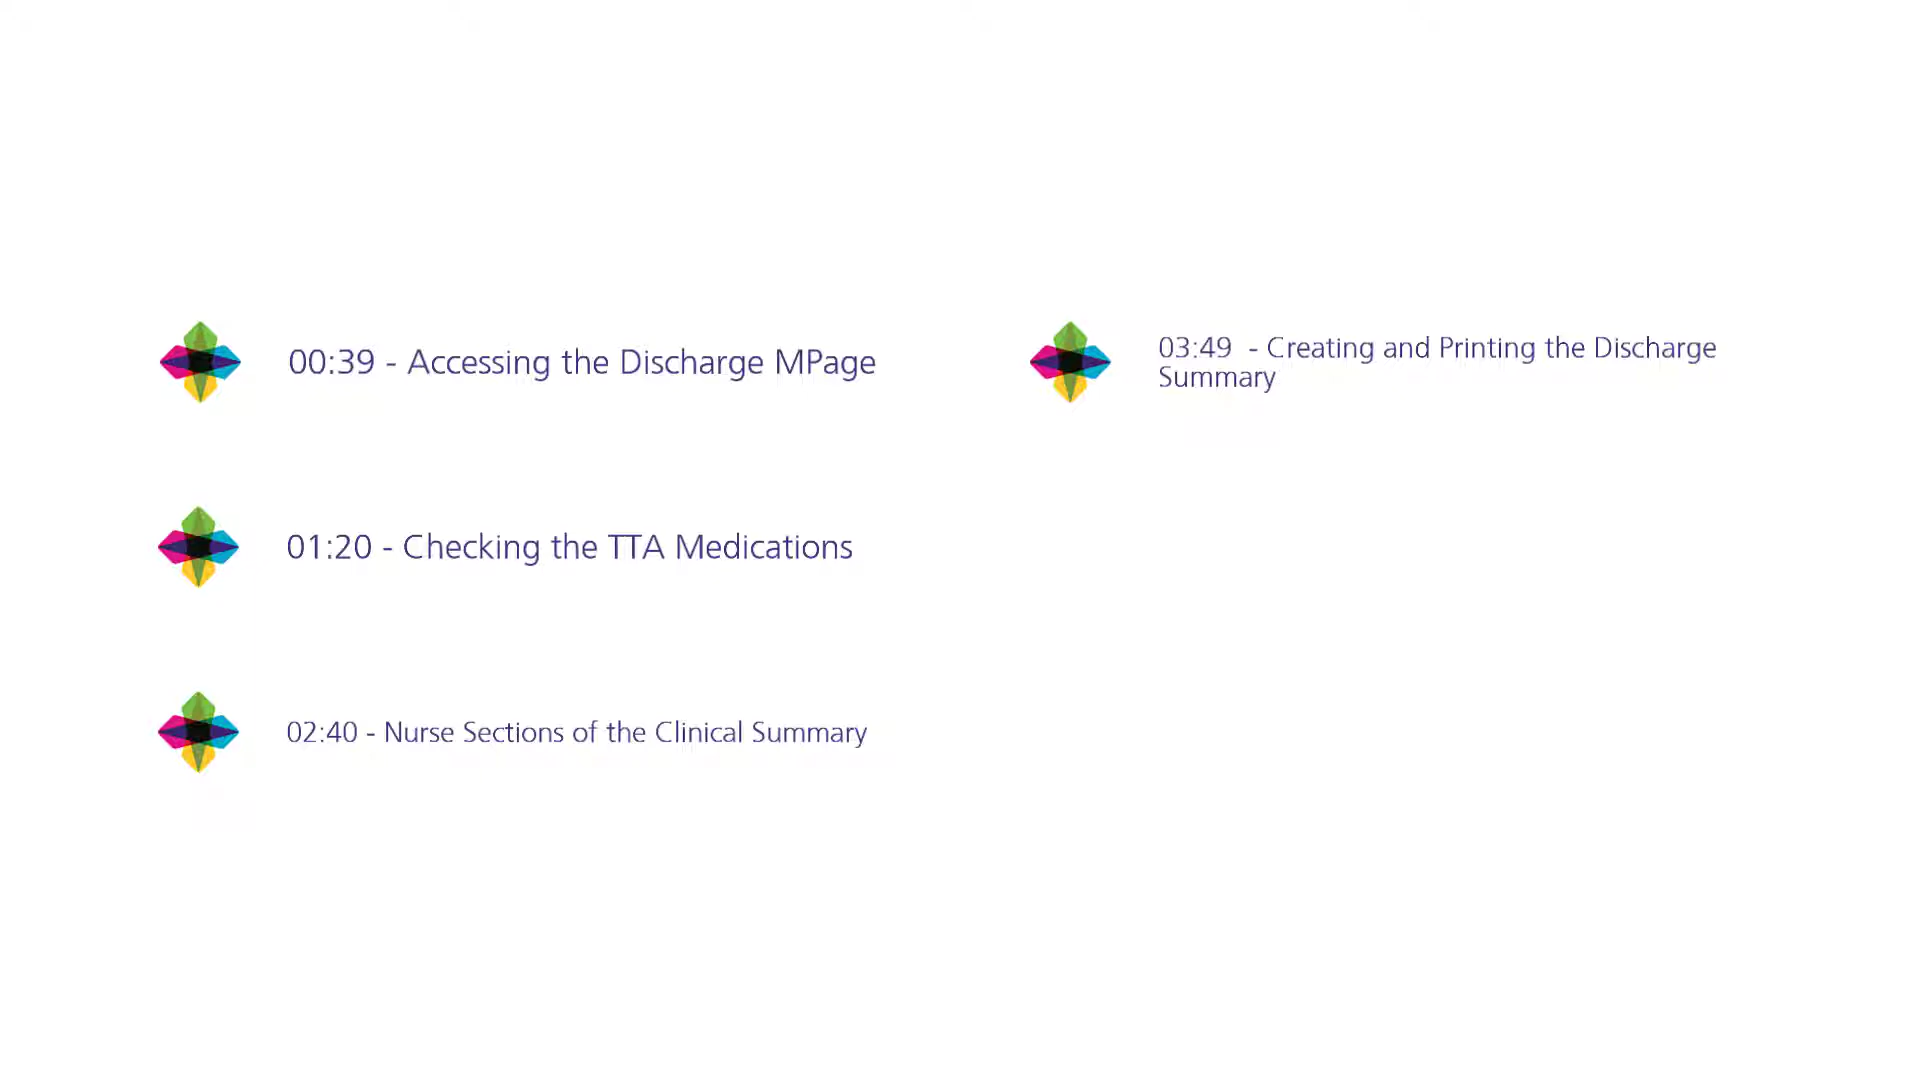 00:39 - Accessing the Discharge MPage
01:20 - Checking the TTA Medications
02:40 - Nurse Sections of the Clinical Summary
03:49  - Creating and Printing the Discharge
Summary